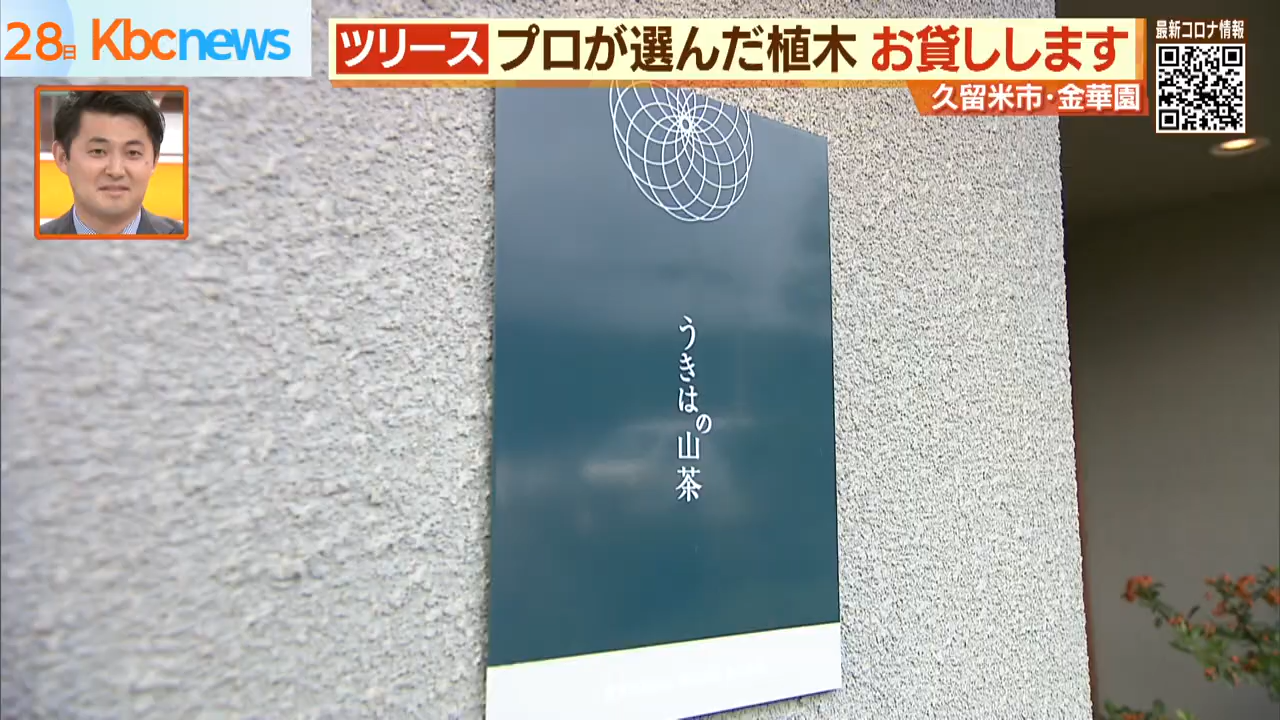 28日 Kbcnews
ツリース プロが選んだ植木 お貸しします
久留米市・金華園
最新コロナ情報
うきはの山茶